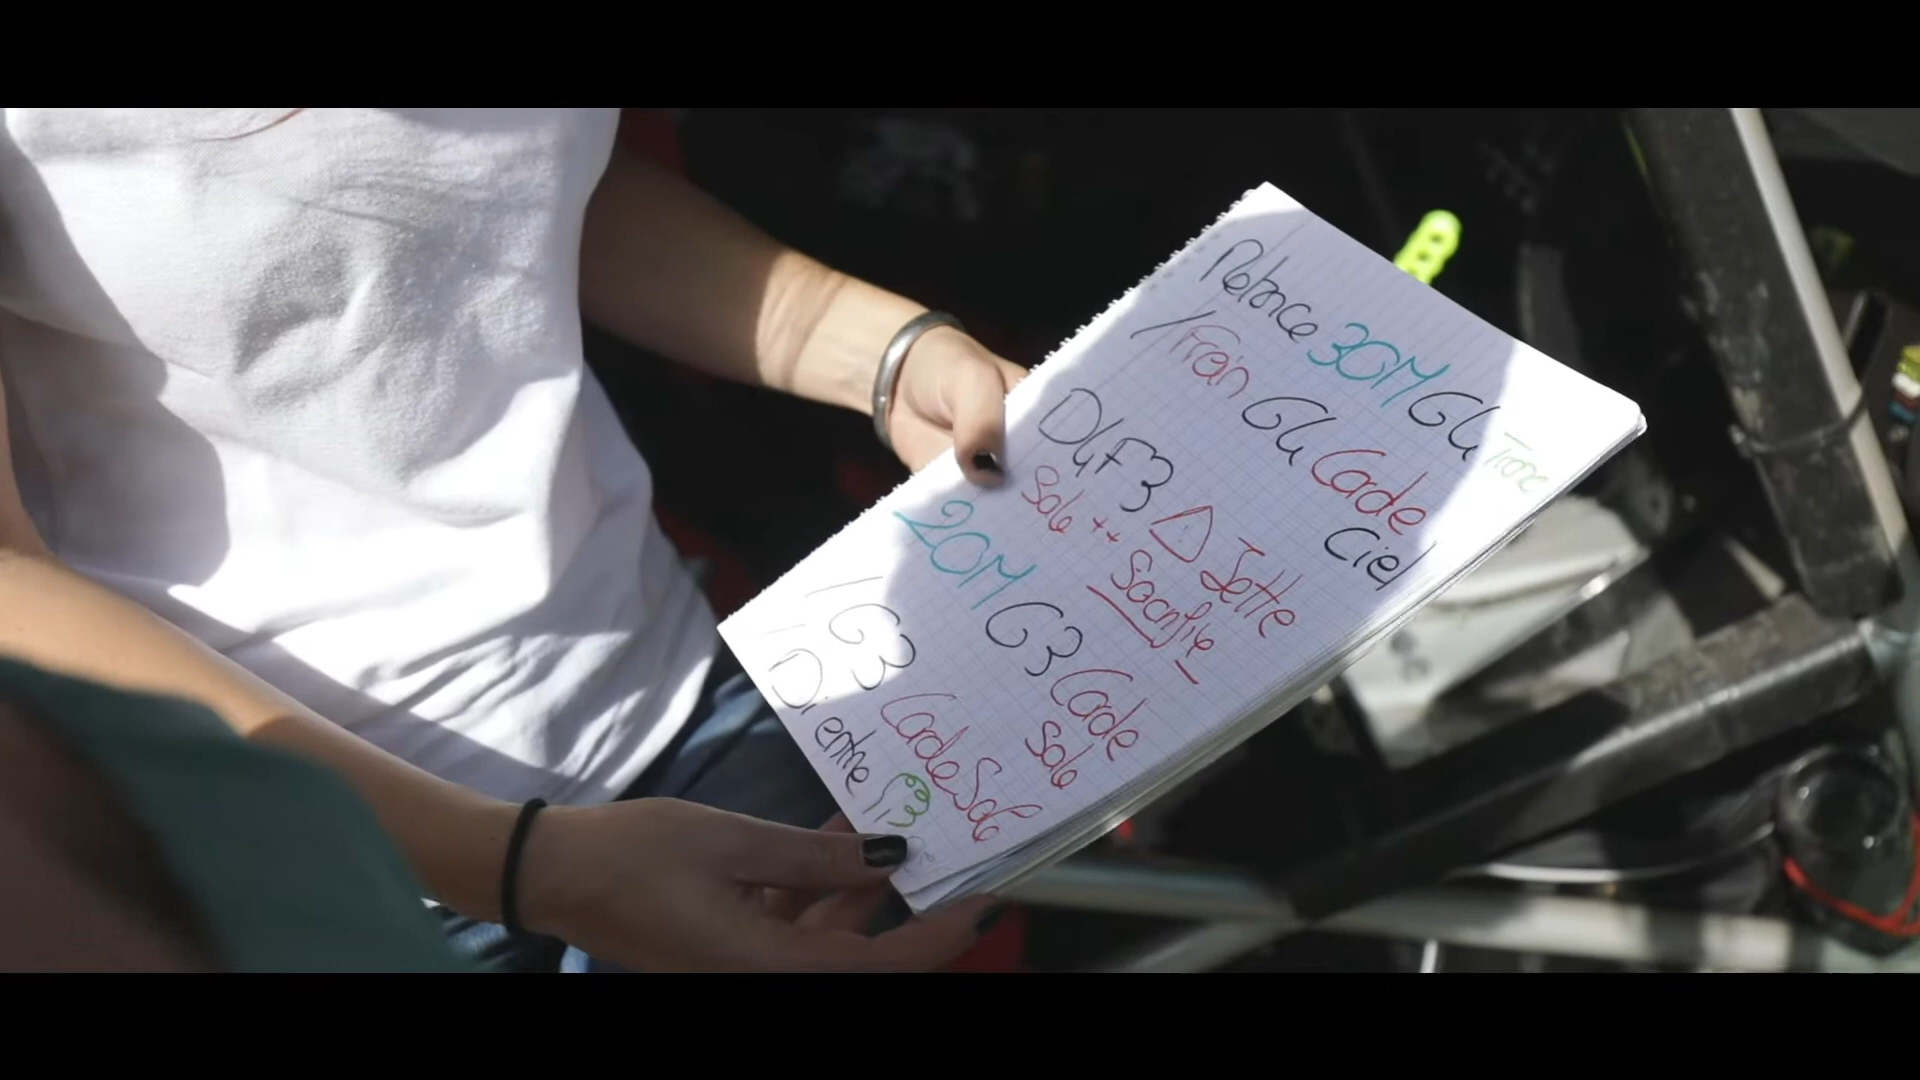 Relance 30M G4 Tronc
/Frein G4 Corde Ciel
D4F3 △ Jette
Sale ++ Sacrifie
20M G3 Corde Sale
/G3 Corde Sale
D. entre